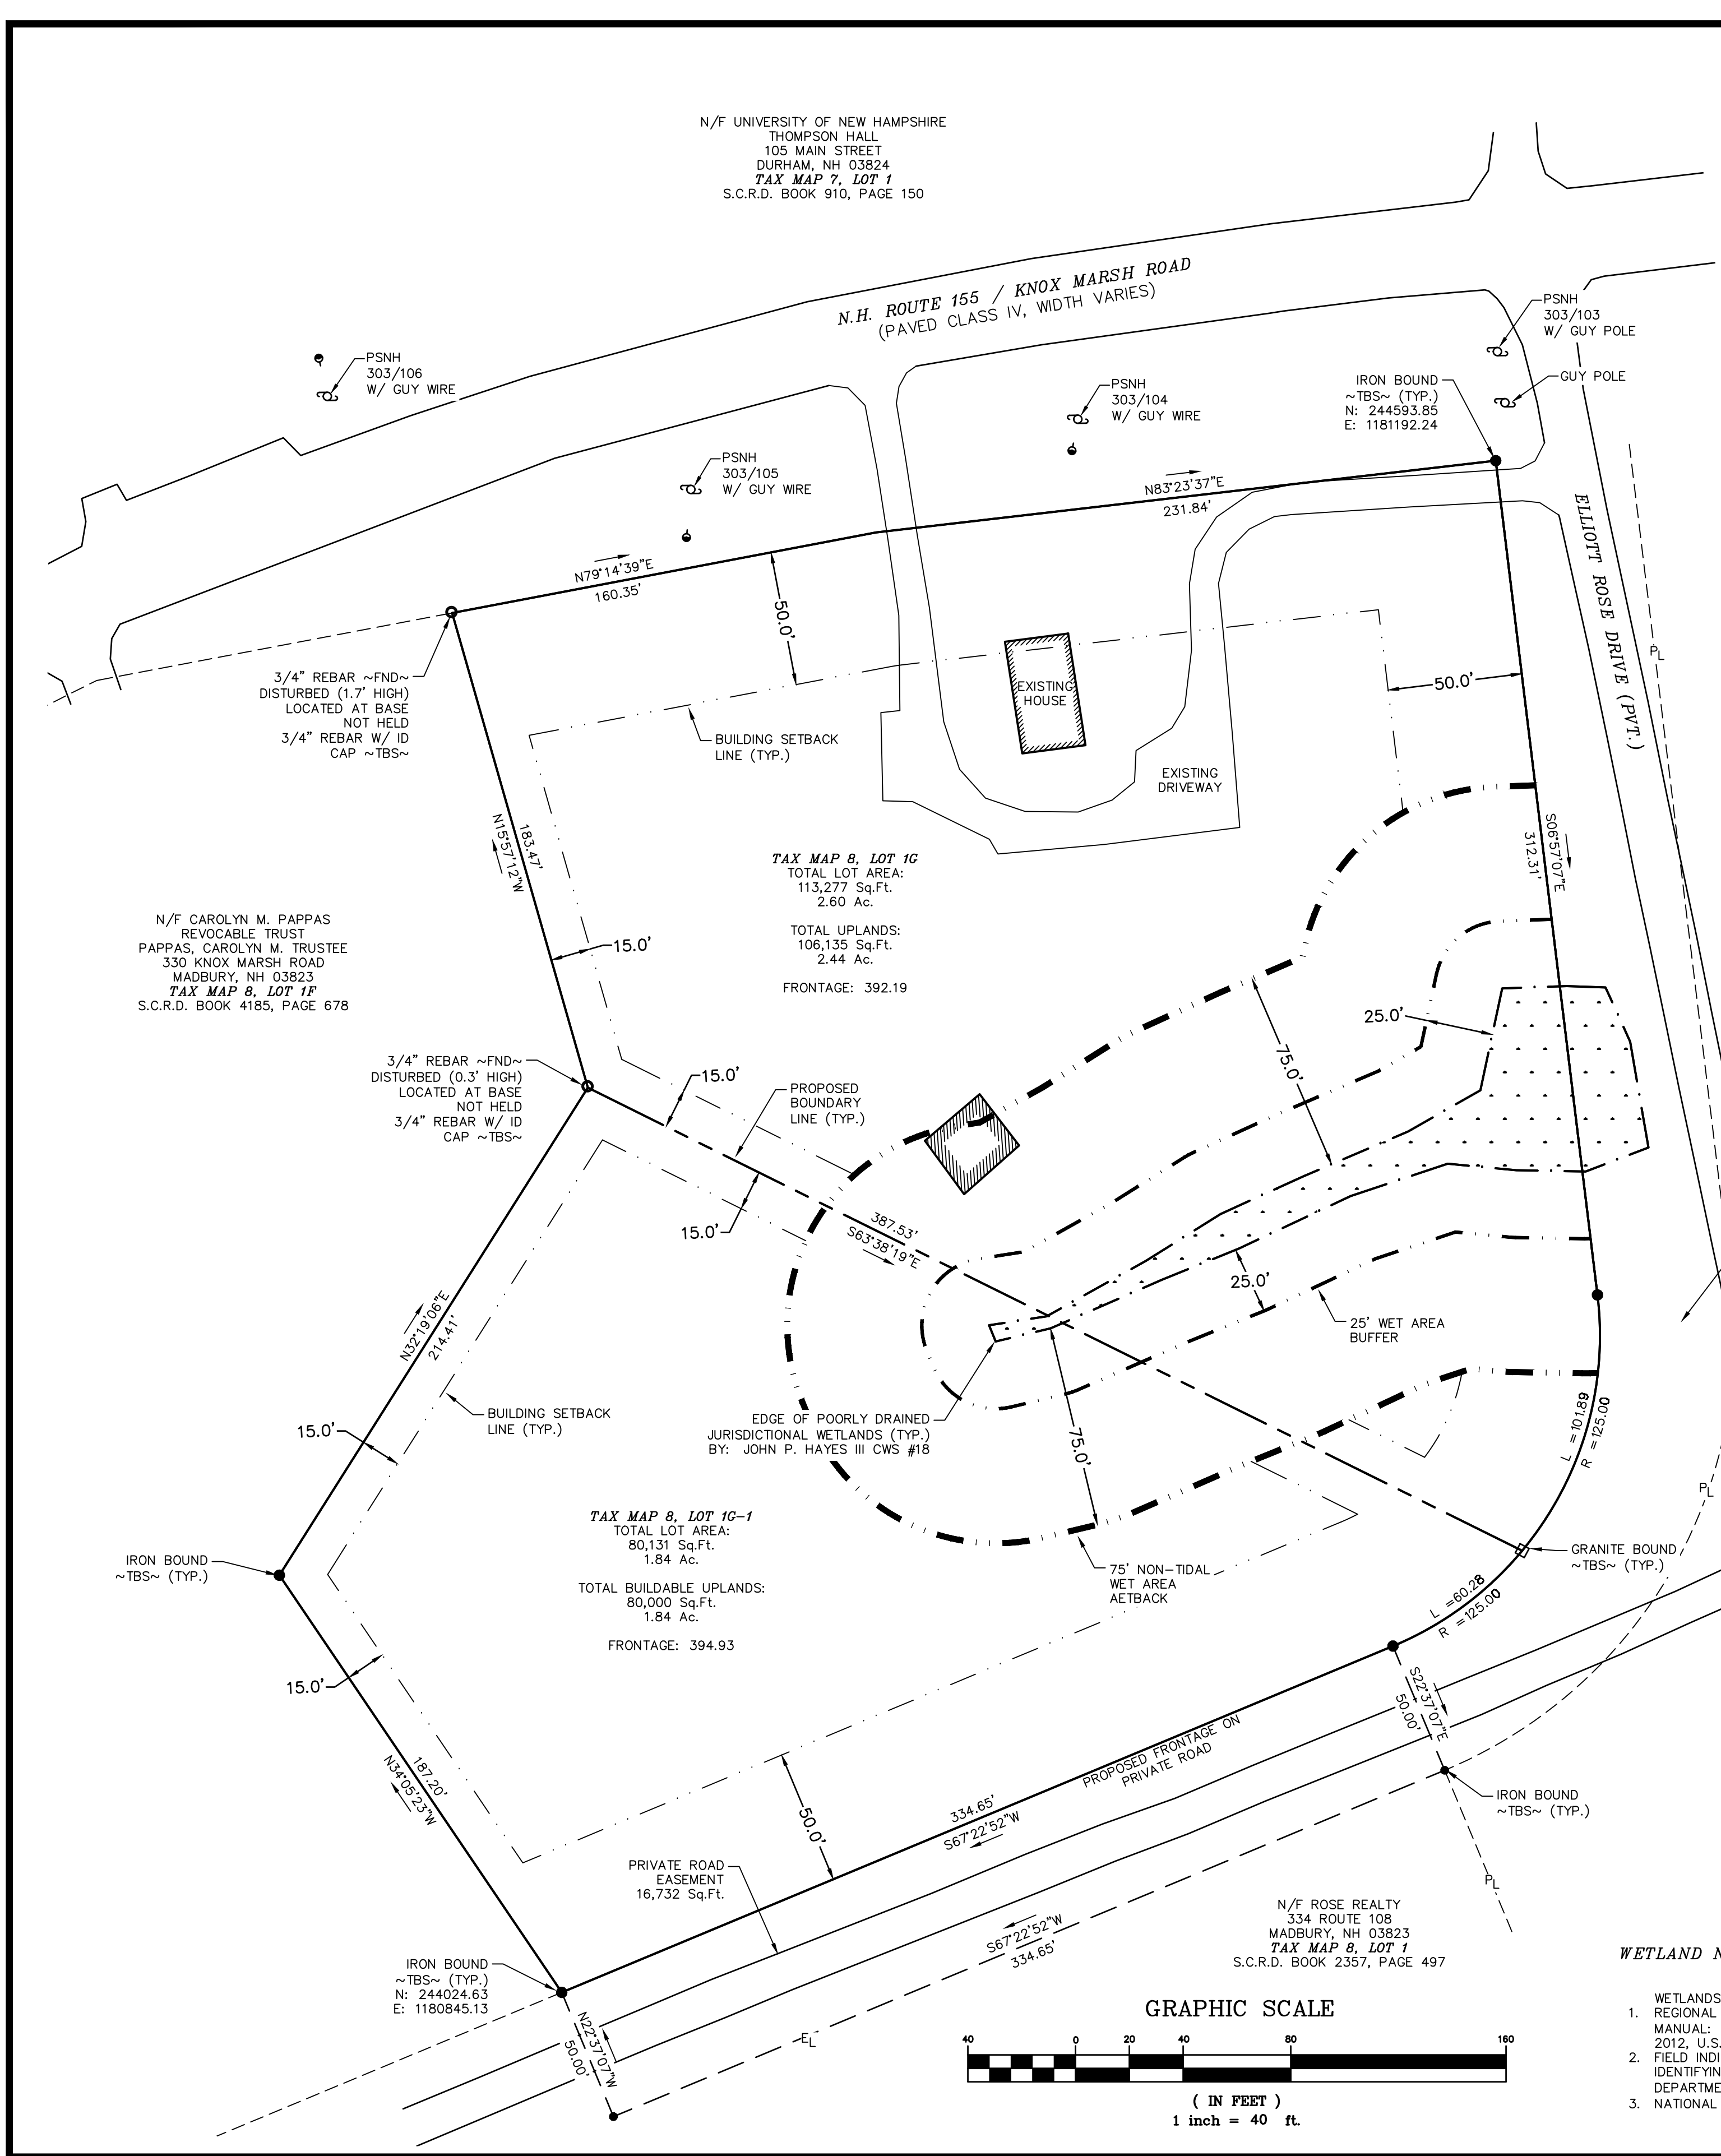 N/F UNIVERSITY OF NEW HAMPSHIRE
THOMPSON HALL
105 MAIN STREET
DURHAM, NH 03824
TAX MAP 7, LOT 1
S.C.R.D. BOOK 910, PAGE 150
N.H. ROUTE 155 / KNOX MARSH ROAD
(PAVED CLASS IV, WIDTH VARIES)
PSNH
303/103
W/ GUY POLE
GUY POLE
PSNH
303/106
W/ GUY WIRE
PSNH
303/104
W/ GUY WIRE
IRON BOUND
~TBS~ (TYP.)
N: 244593.85
E: 1181192.24
PSNH
303/105
W/ GUY WIRE
N83°23'37"E
231.84'
N79°14'39"E
160.35'
50.0'
ELLIOTT ROSE DRIVE (PVT.)
PL
3/4" REBAR ~FND~
DISTURBED (1.7' HIGH)
LOCATED AT BASE
NOT HELD
3/4" REBAR W/ ID
CAP ~TBS~
EXISTING
HOUSE
50.0'
BUILDING SETBACK
LINE (TYP.)
EXISTING
DRIVEWAY
183.47'
N15°57'12"W
S06°57'07"E
312.31'
TAX MAP 8, LOT 1G
TOTAL LOT AREA:
113,277 Sq.Ft.
2.60 Ac.
TOTAL UPLANDS:
106,135 Sq.Ft.
2.44 Ac.
FRONTAGE: 392.19
N/F CAROLYN M. PAPPAS
REVOCABLE TRUST
PAPPAS, CAROLYN M. TRUSTEE
330 KNOX MARSH ROAD
MADBURY, NH 03823
TAX MAP 8, LOT 1F
S.C.R.D. BOOK 4185, PAGE 678
15.0'
25.0'
75.0'
3/4" REBAR ~FND~
DISTURBED (0.3' HIGH)
LOCATED AT BASE
NOT HELD
3/4" REBAR W/ ID
CAP ~TBS~
15.0'
PROPOSED
BOUNDARY
LINE (TYP.)
15.0'
387.53'
S63°38'19"E
25.0'
N32°19'06"E
214.41'
25' WET AREA
BUFFER
15.0'
BUILDING SETBACK
LINE (TYP.)
EDGE OF POORLY DRAINED
JURISDICTIONAL WETLANDS (TYP.)
BY: JOHN P. HAYES III CWS #18
75.0'
L =101.89
R =125.00
PL
TAX MAP 8, LOT 1G-1
TOTAL LOT AREA:
80,131 Sq.Ft.
1.84 Ac.
TOTAL BUILDABLE UPLANDS:
80,000 Sq.Ft.
1.84 Ac.
FRONTAGE: 394.93
IRON BOUND
~TBS~ (TYP.)
75' NON-TIDAL
WET AREA
AETBACK
GRANITE BOUND
~TBS~ (TYP.)
L =60.28
R =125.00
15.0'
187.20'
N34°05'23"W
S22°37'07"E
50.00'
PROPOSED FRONTAGE ON
PRIVATE ROAD
IRON BOUND
~TBS~ (TYP.)
50.0'
334.65'
S67°22'52"W
PRIVATE ROAD
EASEMENT
16,732 Sq.Ft.
PL
N/F ROSE REALTY
334 ROUTE 108
MADBURY, NH 03823
TAX MAP 8, LOT 1
S.C.R.D. BOOK 2357, PAGE 497
S67°22'52"W
334.65'
IRON BOUND
~TBS~ (TYP.)
N: 244024.63
E: 1180845.13
N22°37'07"W
50.00'
EL
GRAPHIC SCALE
40 0 20 40 80 160
( IN FEET )
1 inch = 40 ft.
WETLAND N
WETLANDS
1. REGIONAL
MANUAL:
2012, U.S.
2. FIELD INDI
IDENTIFYIN
DEPARTME
3. NATIONAL